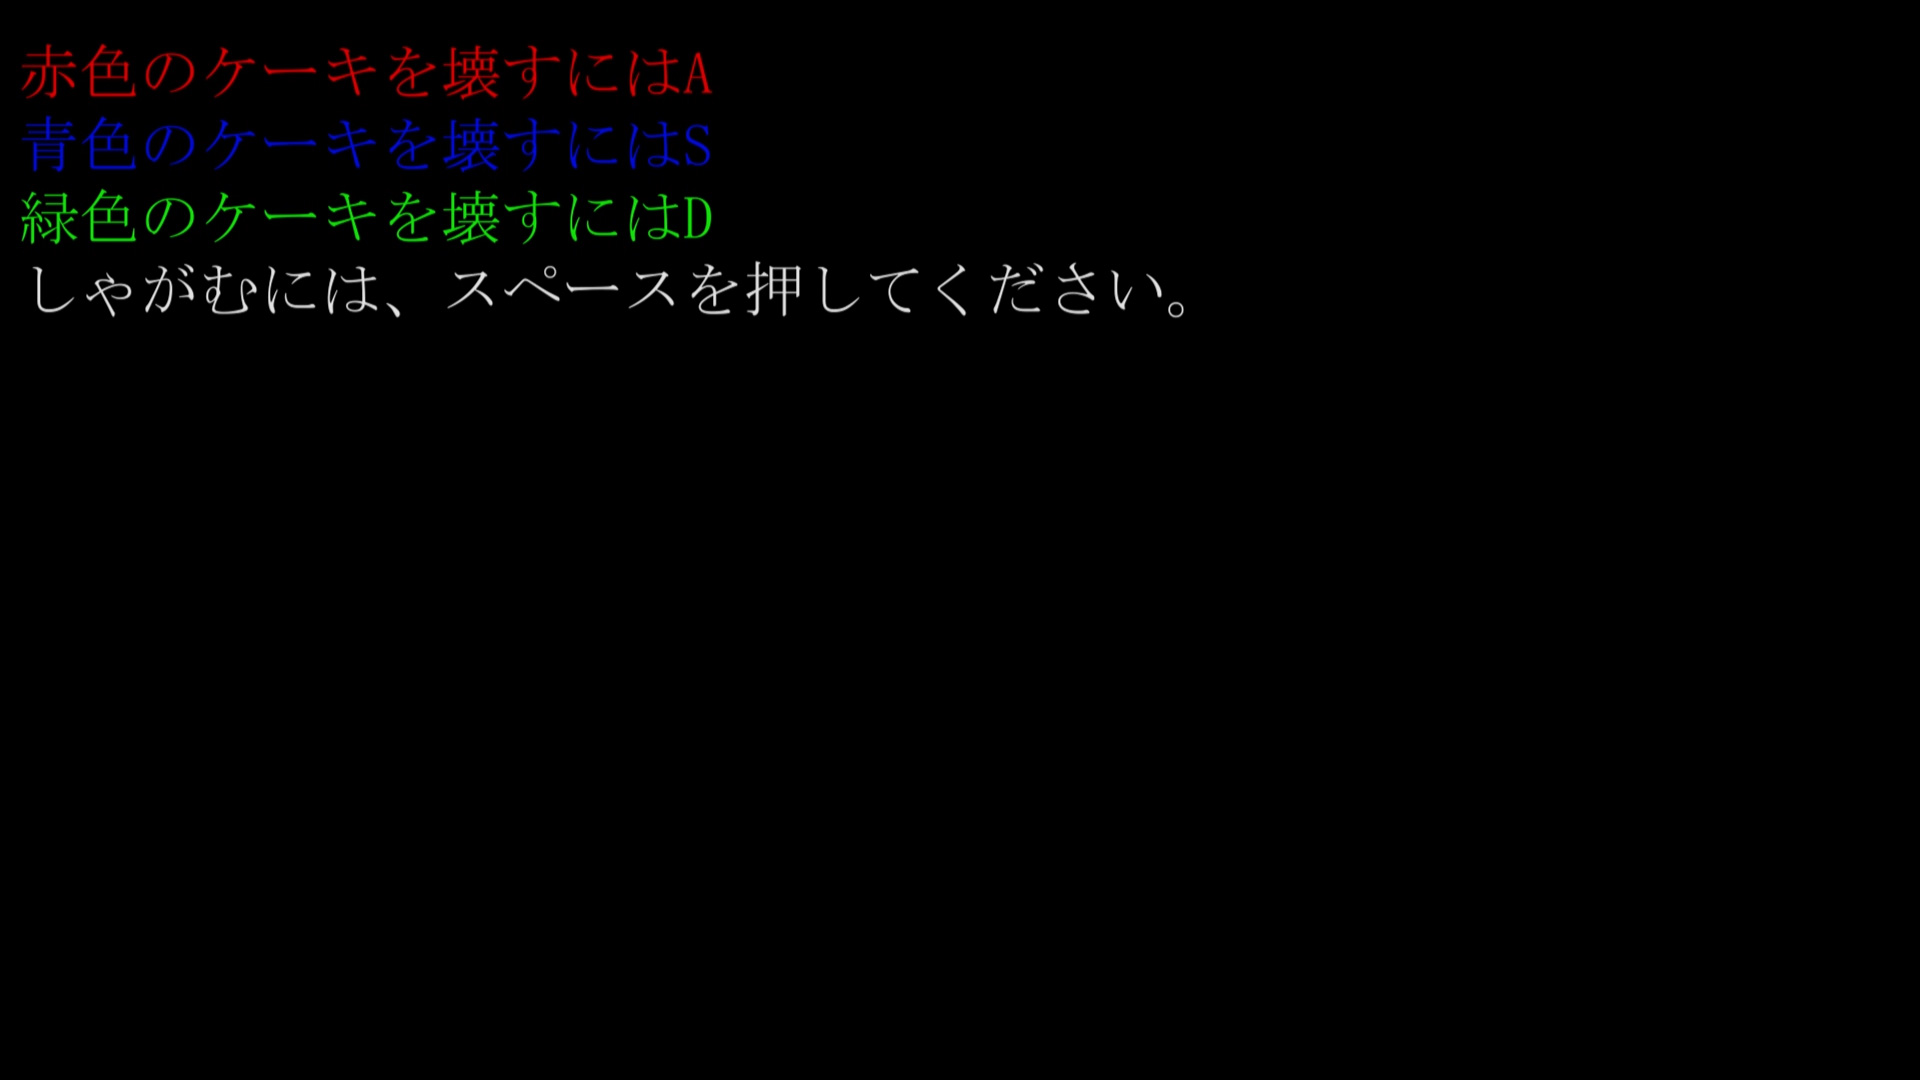 赤色のケーキを壊すにはA
青色のケーキを壊すにはS
緑色のケーキを壊すにはD
しゃがむには、スペースを押してください。